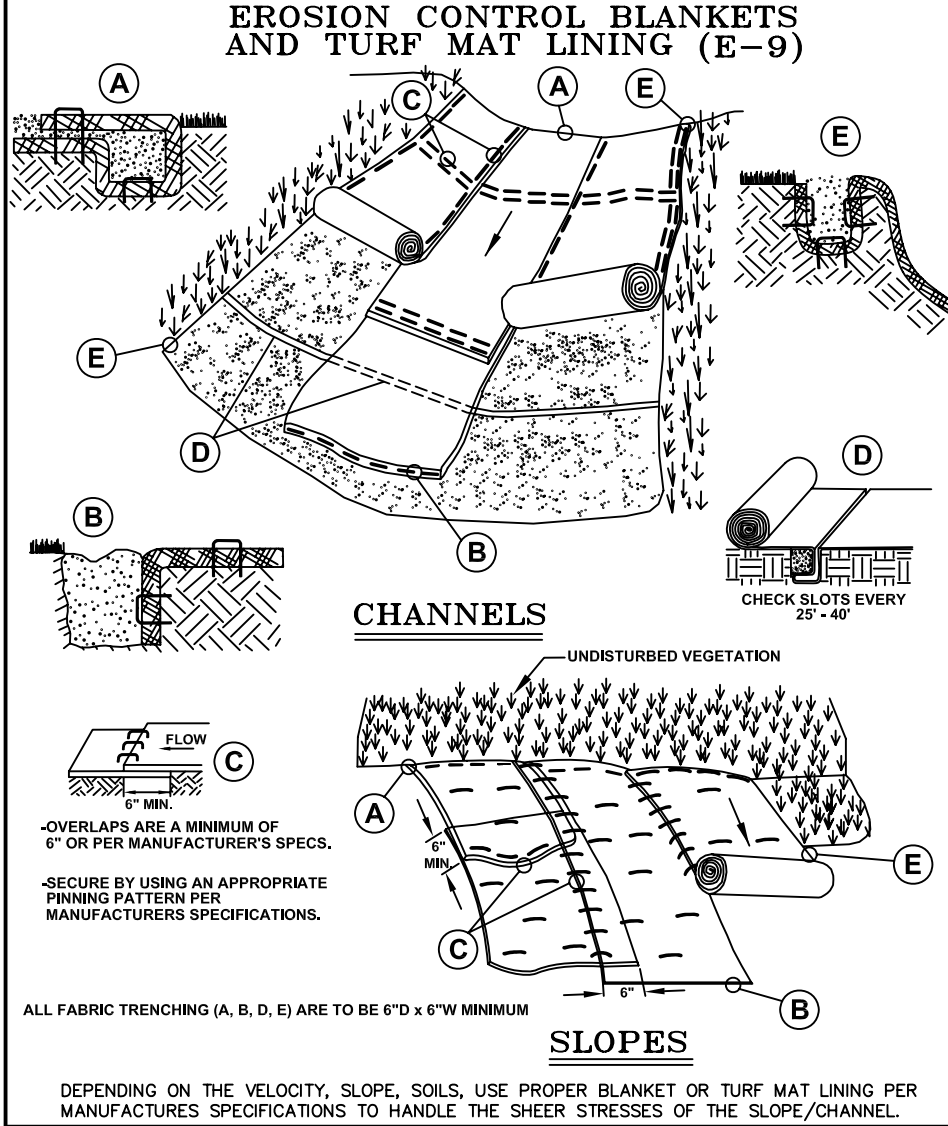 EROSION CONTROL BLANKETS
AND TURF MAT LINING (E-9)
A
C
A
E
E
E
D
B
B
D
CHECK SLOTS EVERY
25' - 40'
CHANNELS
UNDISTURBED VEGETATION
FLOW
C
6" MIN.
-OVERLAPS ARE A MINIMUM OF
6" OR PER MANUFACTURER'S SPECS.
-SECURE BY USING AN APPROPRIATE
PINNING PATTERN PER
MANUFACTURERS SPECIFICATIONS.
A
6"
MIN.
E
C
6"
B
ALL FABRIC TRENCHING (A, B, D, E) ARE TO BE 6"D x 6"W MINIMUM
SLOPES
DEPENDING ON THE VELOCITY, SLOPE, SOILS, USE PROPER BLANKET OR TURF MAT LINING PER
MANUFACTURES SPECIFICATIONS TO HANDLE THE SHEER STRESSES OF THE SLOPE/CHANNEL.